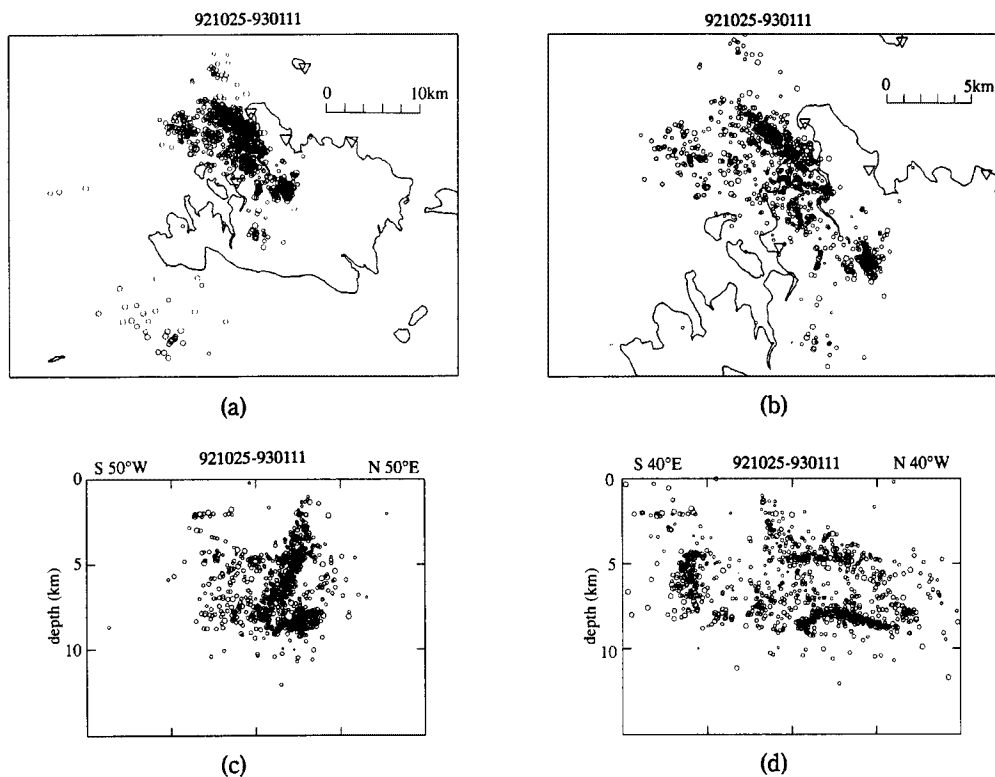 921025-930111
921025-930111
0 10km
0 5km
(a)
(b)
S 50°W 921025-930111 N 50°E
S 40°E 921025-930111 N 40°W
0
5
10
depth (km)
0
5
10
depth (km)
(c)
(d)